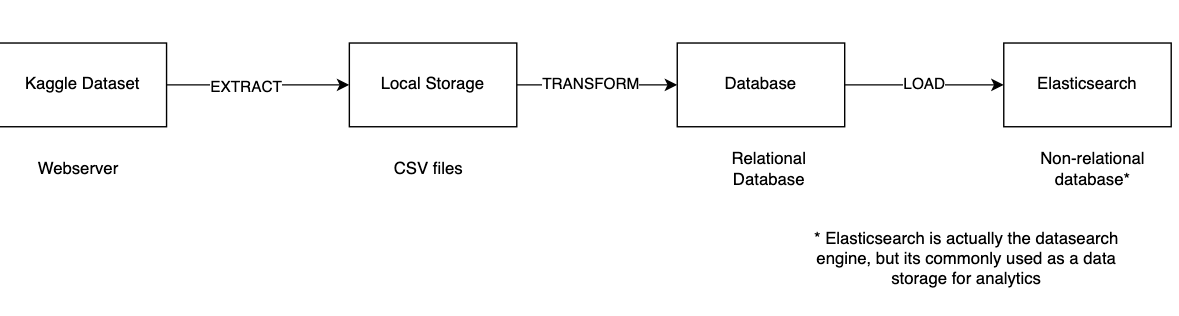 Kaggle Dataset
EXTRACT
Local Storage
TRANSFORM
Database
LOAD
Elasticsearch
Webserver
CSV files
Relational
Database
Non-relational
database*
* Elasticsearch is actually the datasearch
engine, but its commonly used as a data
storage for analytics